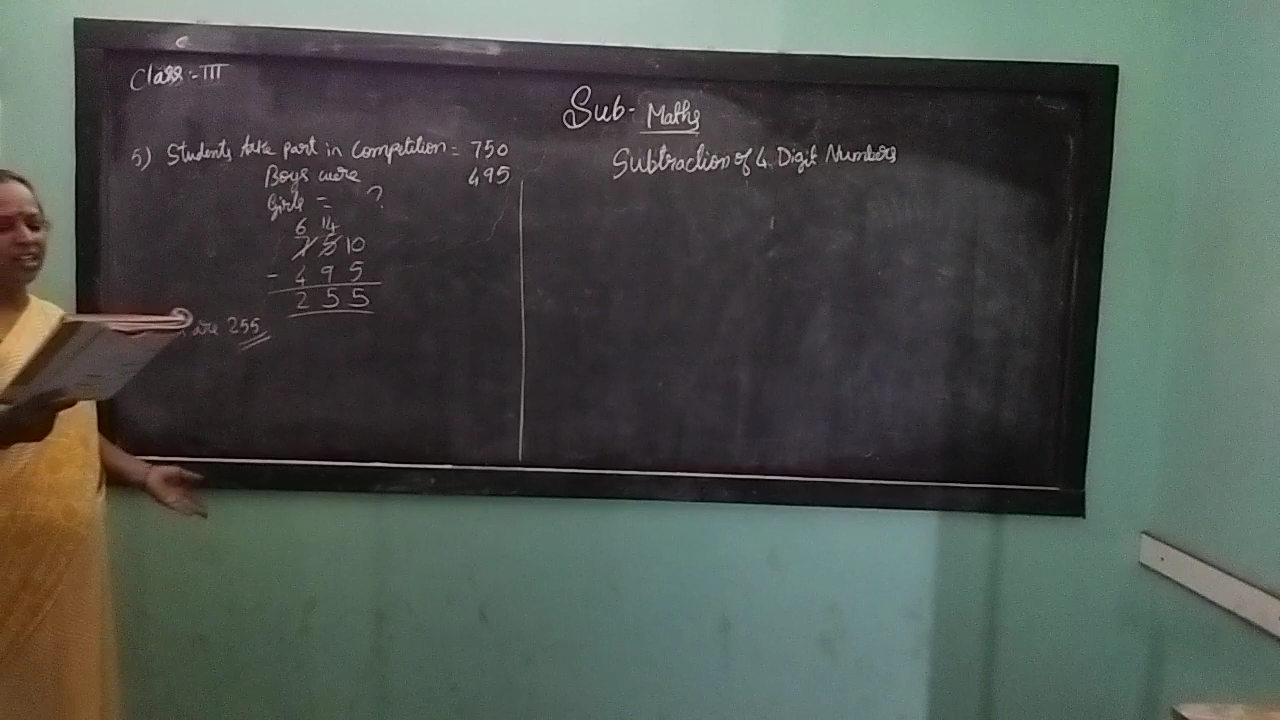 Class:- III
Sub- Maths
5) Students take part in Competition = 750
Boys were 495
Girls = ?
6 14
7 5 10
- 4 9 5
2 5 5
are 255
Subtraction of 4 Digit Numbers